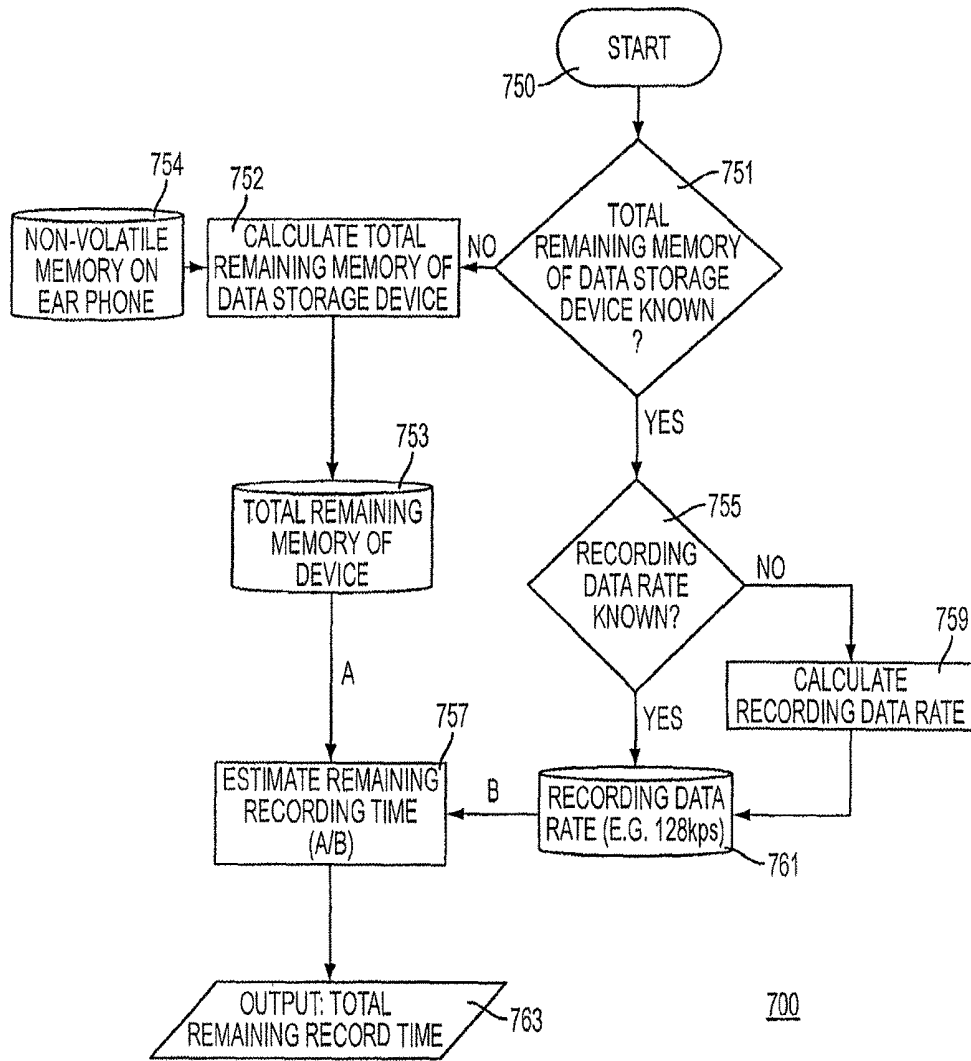 START
750
751
TOTAL
REMAINING MEMORY
OF DATA STORAGE
DEVICE KNOWN
?
NO
YES
754
NON-VOLATILE
MEMORY ON
EAR PHONE
752
CALCULATE TOTAL
REMAINING MEMORY OF
DATA STORAGE DEVICE
753
TOTAL REMAINING
MEMORY OF
DEVICE
A
755
RECORDING
DATA RATE
KNOWN?
NO
YES
759
CALCULATE
RECORDING DATA RATE
757
ESTIMATE REMAINING
RECORDING TIME
(A/B)
B
RECORDING DATA
RATE (E.G. 128kps)
761
OUTPUT: TOTAL
REMAINING RECORD TIME
763
700